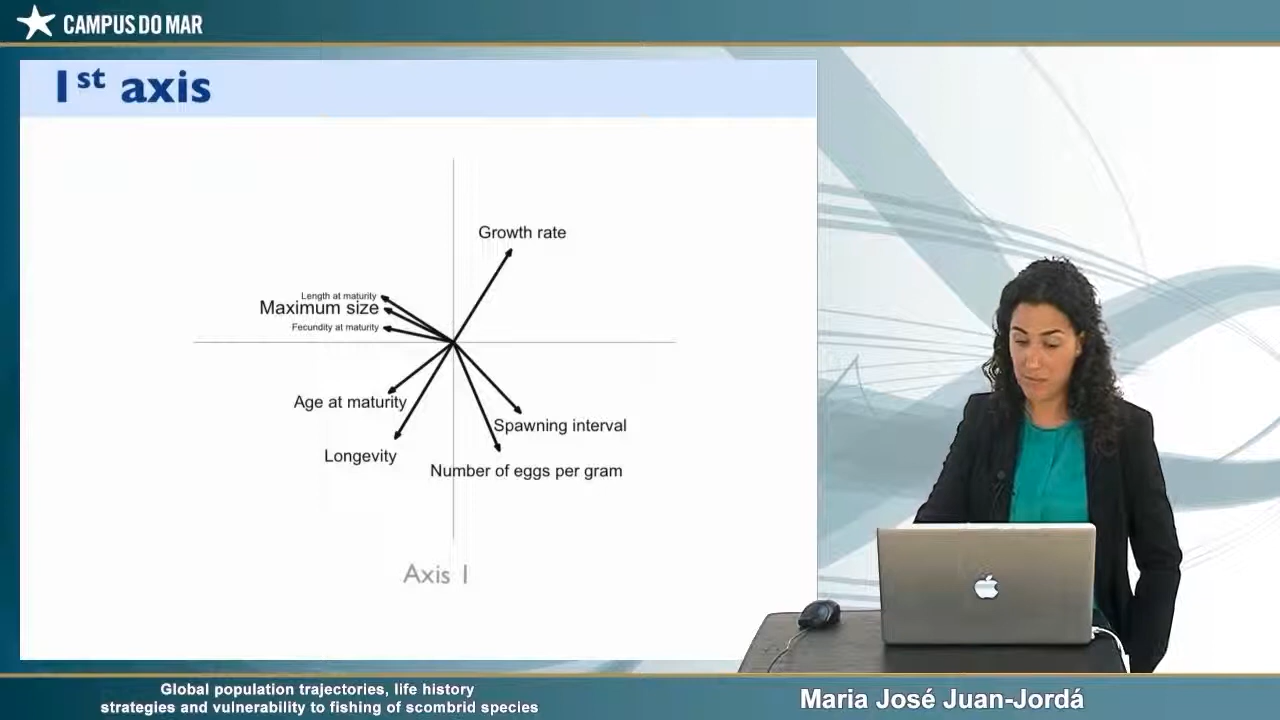 CAMPUS DO MAR
1st axis
Growth rate
Length at maturity
Maximum size
Fecundity at maturity
Age at maturity
Spawning interval
Longevity
Number of eggs per gram
Axis 1
Global population trajectories, life history
strategies and vulnerability to fishing of scombrid species
Maria José Juan-Jordá